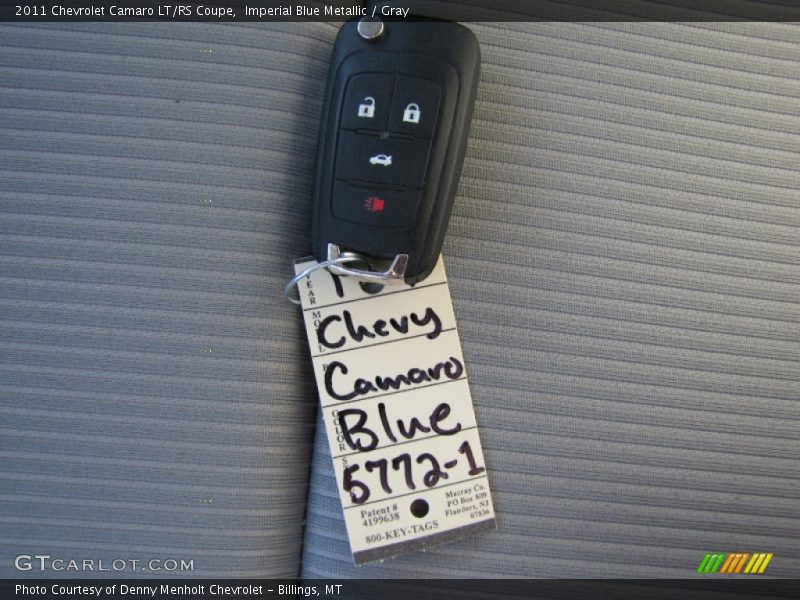 2011 Chevrolet Camaro LT/RS Coupe,  Imperial Blue Metallic / Gray
YEAR
Chevy
Camaro
COLOR
Blue
5772-1
Patent #
4199638
Macray Co.
PO Box 809
Flanders, NJ
07836
800-KEY-TAGS
GTCARLOT.COM
Photo Courtesy of Denny Menholt Chevrolet – Billings, MT